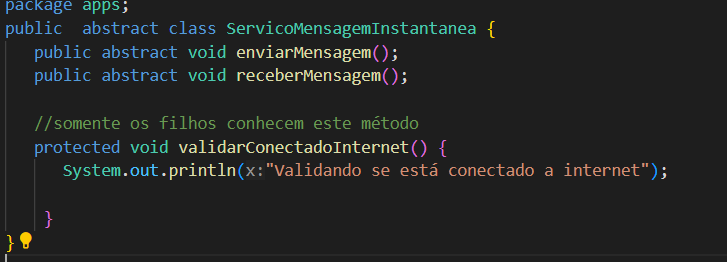 package apps;
public  abstract class ServicoMensagemInstantanea {
public abstract void enviarMensagem();
public abstract void receberMensagem();
//somente os filhos conhecem este método
protected void validarConectadoInternet() {
System.out.println(x:"Validando se está conectado a internet");
}
}